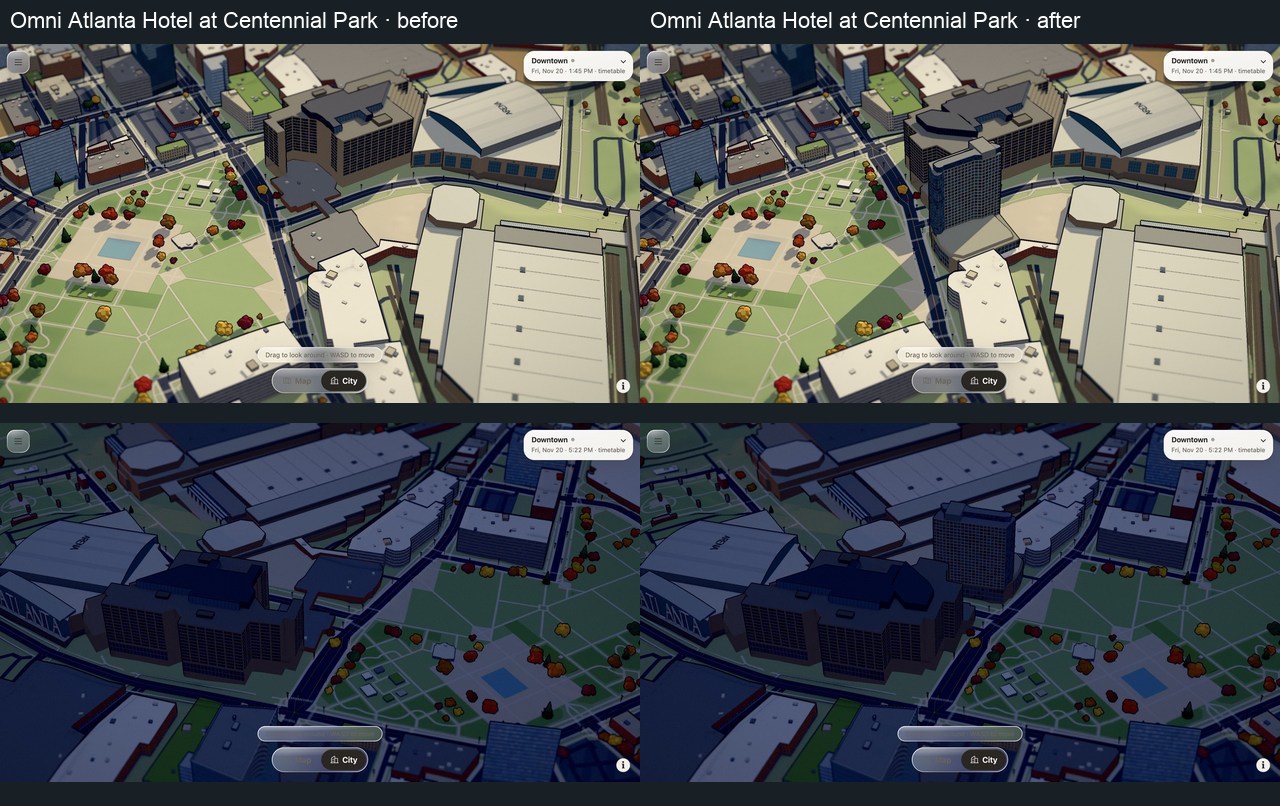 Omni Atlanta Hotel at Centennial Park · before
Omni Atlanta Hotel at Centennial Park · after
Downtown
Fri, Nov 20 · 1:45 PM · timetable
Drag to look around · WASD to move
Map
City
i
Downtown
Fri, Nov 20 · 1:45 PM · timetable
Drag to look around · WASD to move
Map
City
i
Downtown
Fri, Nov 20 · 5:22 PM · timetable
ATLANTA
City
i
Downtown
Fri, Nov 20 · 5:22 PM · timetable
ATLANTA
City
i